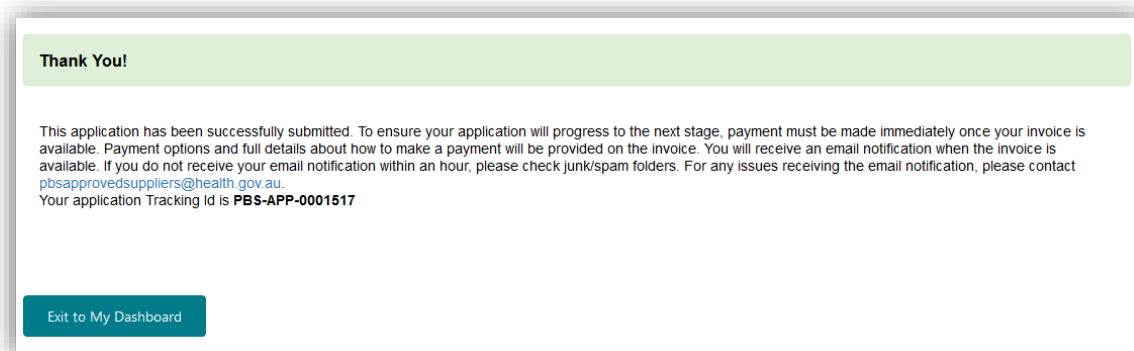 Thank You!
This application has been successfully submitted. To ensure your application will progress to the next stage, payment must be made immediately once your invoice is
available. Payment options and full details about how to make a payment will be provided on the invoice. You will receive an email notification when the invoice is
available. If you do not receive your email notification within an hour, please check junk/spam folders. For any issues receiving the email notification, please contact
pbsapprovedsuppliers@health.gov.au.
Your application Tracking Id is PBS-APP-0001517
Exit to My Dashboard